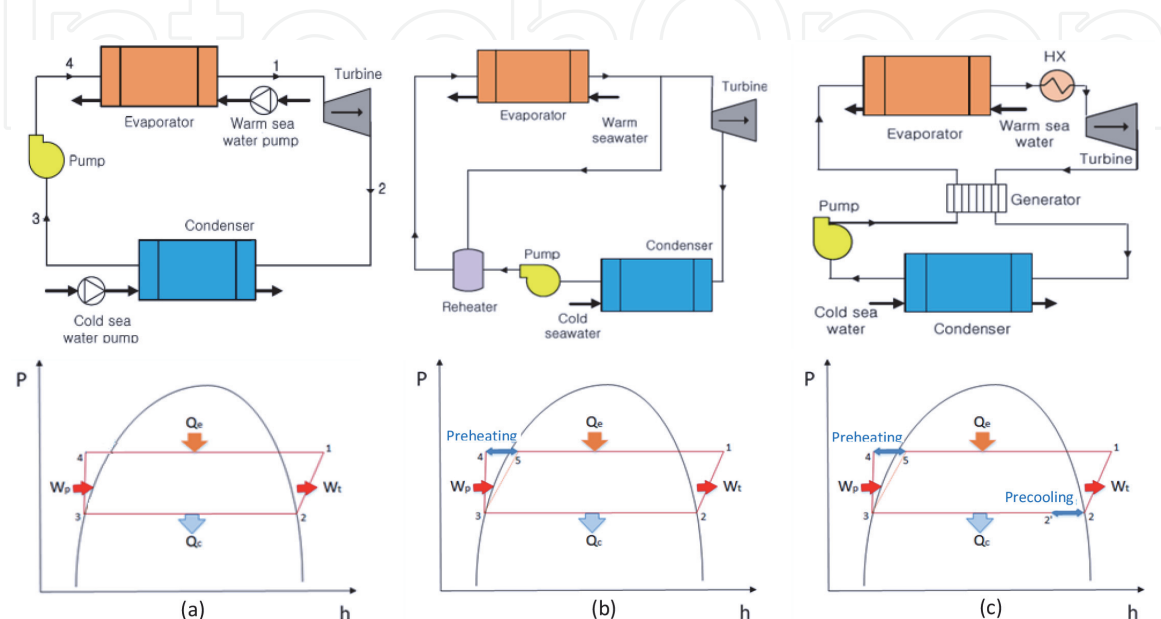 IntechOpen
4
1
Turbine
Evaporator
Warm sea
water pump
Pump
2
3
Condenser
Cold sea
water pump
Turbine
Evaporator
Warm
seawater
Pump
Condenser
Reheater
Cold
seawater
HX
Evaporator
Warm sea
water
Turbine
Generator
Pump
Cold sea
water
Condenser
P
Qe
4
1
Wp
Wt
3
2
Qc
(a)
h
P
Preheating
Qe
4
5
1
Wp
Wt
3
2
Qc
(b)
h
P
Preheating
Qe
4
5
1
Wp
Wt
Precooling
3
2'
2
Qc
(c)
h